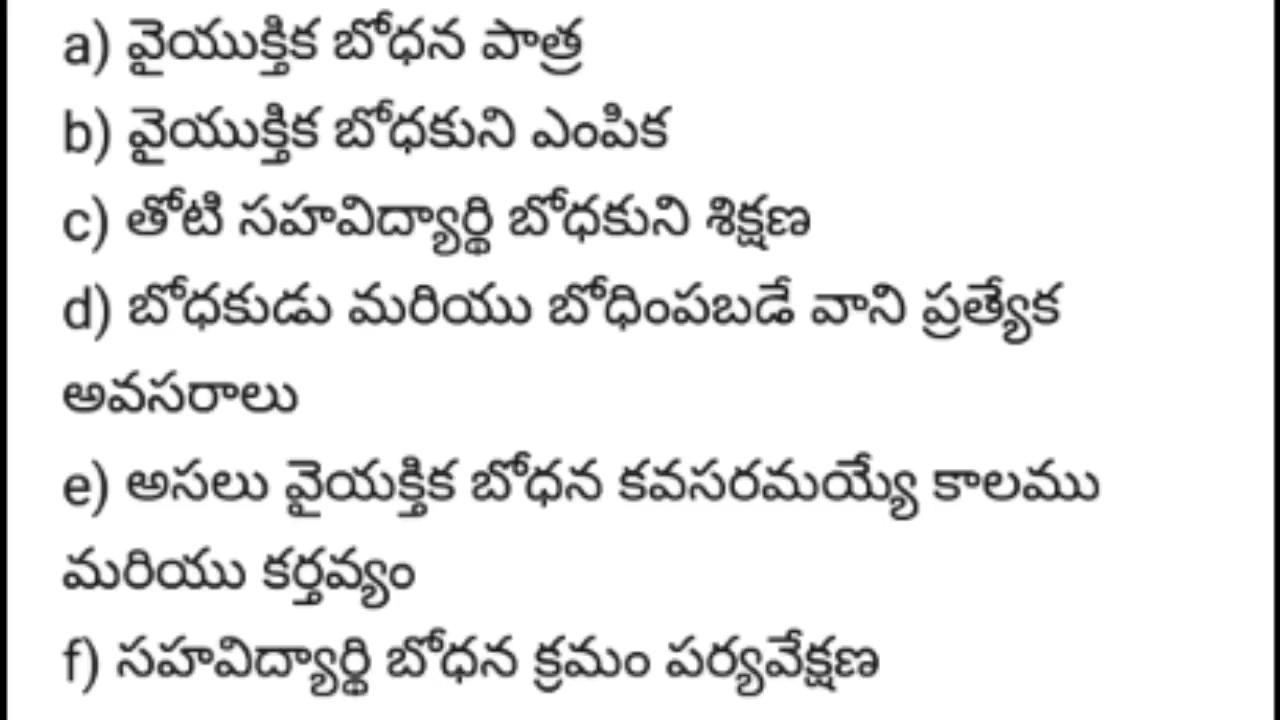 a) వైయుక్తిక బోధన పాత్ర
b) వైయుక్తిక బోధకుని ఎంపిక
c) తోటి సహవిద్యార్థి బోధకుని శిక్షణ
d) బోధకుడు మరియు బోధింపబడే వాని ప్రత్యేక
అవసరాలు
e) అసలు వైయక్తిక బోధన కవసరమయ్యే కాలము
మరియు కర్తవ్యం
f) సహవిద్యార్థి బోధన క్రమం పర్యవేక్షణ